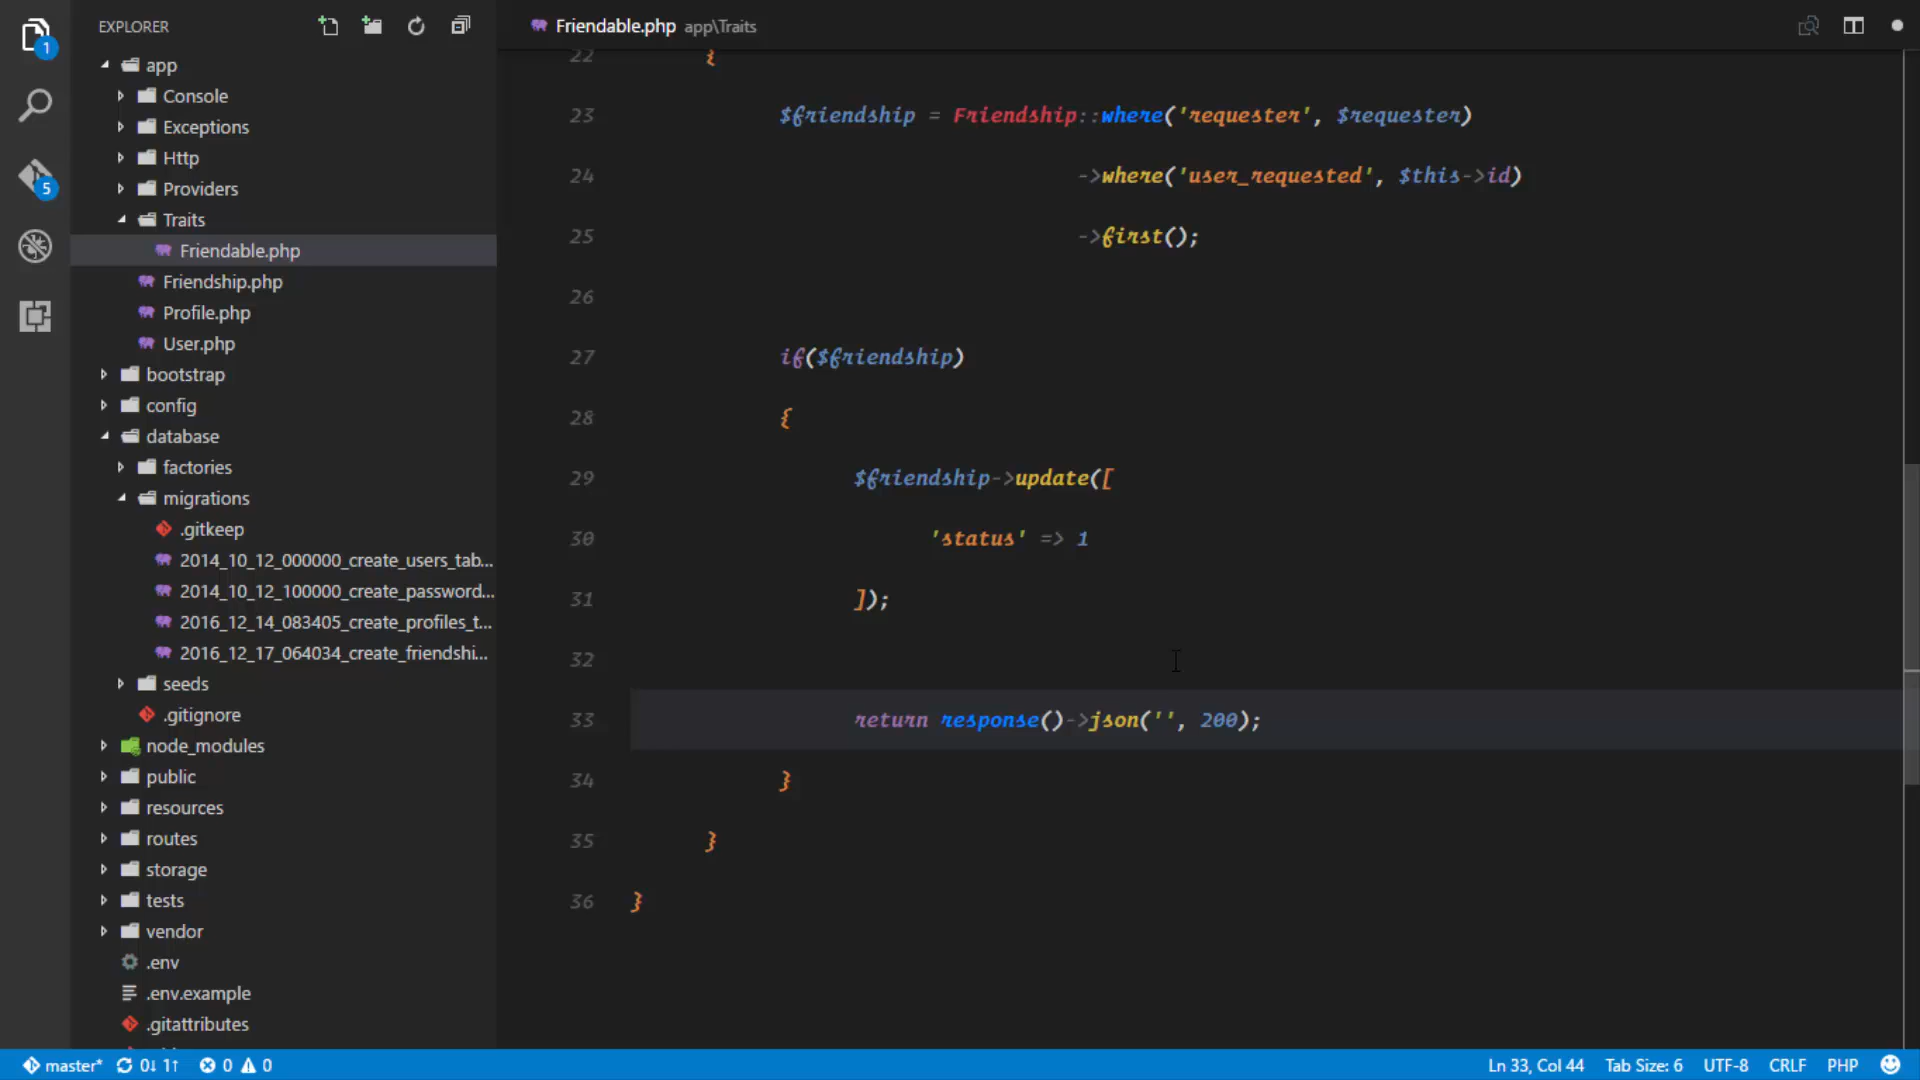 1
5
EXPLORER
app
Console
Exceptions
Http
Providers
Traits
Friendable.php
Friendship.php
Profile.php
User.php
bootstrap
config
database
factories
migrations
.gitkeep
2014_10_12_000000_create_users_tab...
2014_10_12_100000_create_password...
2016_12_14_083405_create_profiles_t...
2016_12_17_064034_create_friendshi...
seeds
.gitignore
node_modules
public
resources
routes
storage
tests
vendor
.env
.env.example
.gitattributes
Friendable.php app\Traits
22 {
23 $friendship = Friendship::where('requester', $requester)
24 ->where('user_requested', $this->id)
25 ->first();
26
27 if($friendship)
28 {
29 $friendship->update([
30 'status' => 1
31 ]);
32
33 return response()->json('', 200);
34 }
35 }
36 }
master* 0↓ 1↑ 0 0
Ln 33, Col 44 Tab Size: 6 UTF-8 CRLF PHP